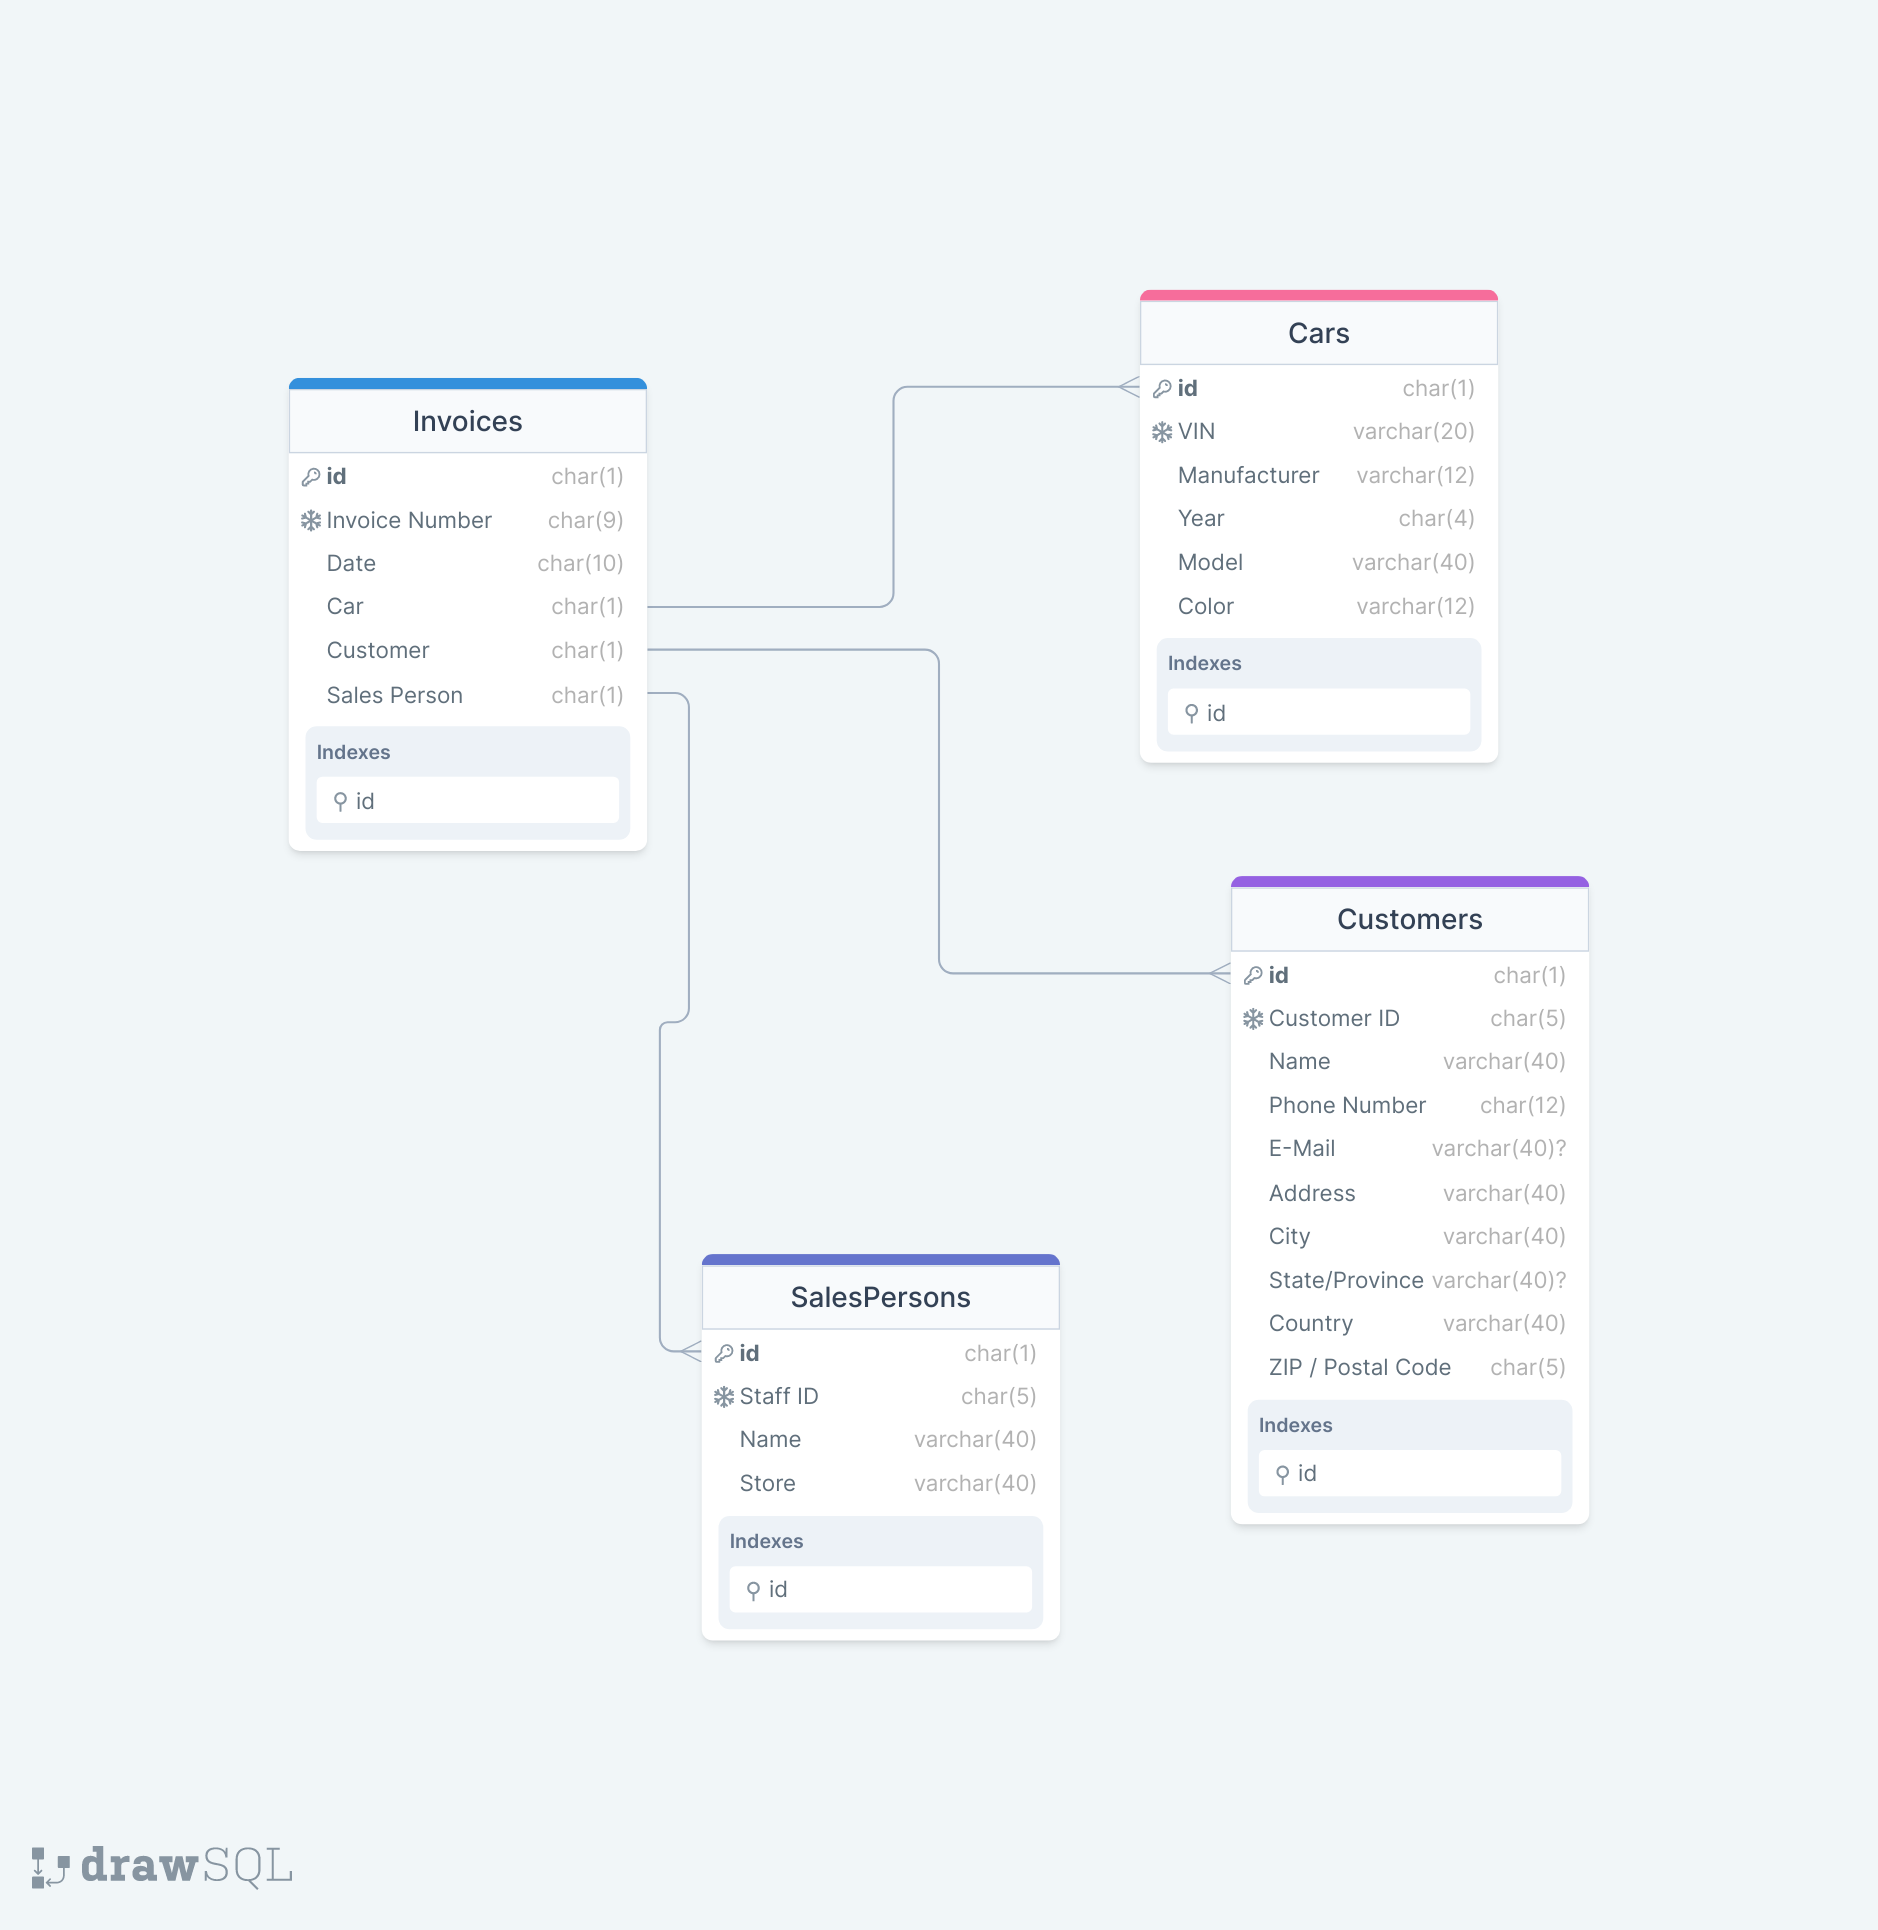 Invoices
id char(1)
Invoice Number char(9)
Date char(10)
Car char(1)
Customer char(1)
Sales Person char(1)
Indexes
id
Cars
id char(1)
VIN varchar(20)
Manufacturer varchar(12)
Year char(4)
Model varchar(40)
Color varchar(12)
Indexes
id
Customers
id char(1)
Customer ID char(5)
Name varchar(40)
Phone Number char(12)
E-Mail varchar(40)?
Address varchar(40)
City varchar(40)
State/Province varchar(40)?
Country varchar(40)
ZIP / Postal Code char(5)
Indexes
id
SalesPersons
id char(1)
Staff ID char(5)
Name varchar(40)
Store varchar(40)
Indexes
id
drawSQL